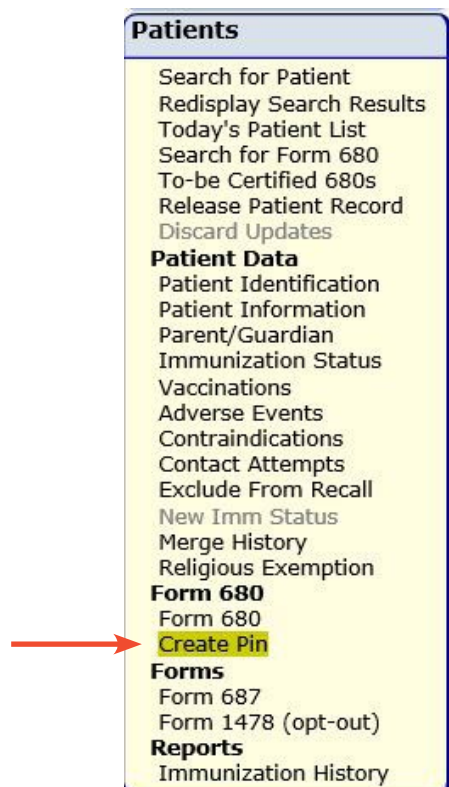 Patients
Search for Patient
Redisplay Search Results
Today's Patient List
Search for Form 680
To-be Certified 680s
Release Patient Record
Discard Updates
Patient Data
Patient Identification
Patient Information
Parent/Guardian
Immunization Status
Vaccinations
Adverse Events
Contraindications
Contact Attempts
Exclude From Recall
New Imm Status
Merge History
Religious Exemption
Form 680
Form 680
Create Pin
Forms
Form 687
Form 1478 (opt-out)
Reports
Immunization History